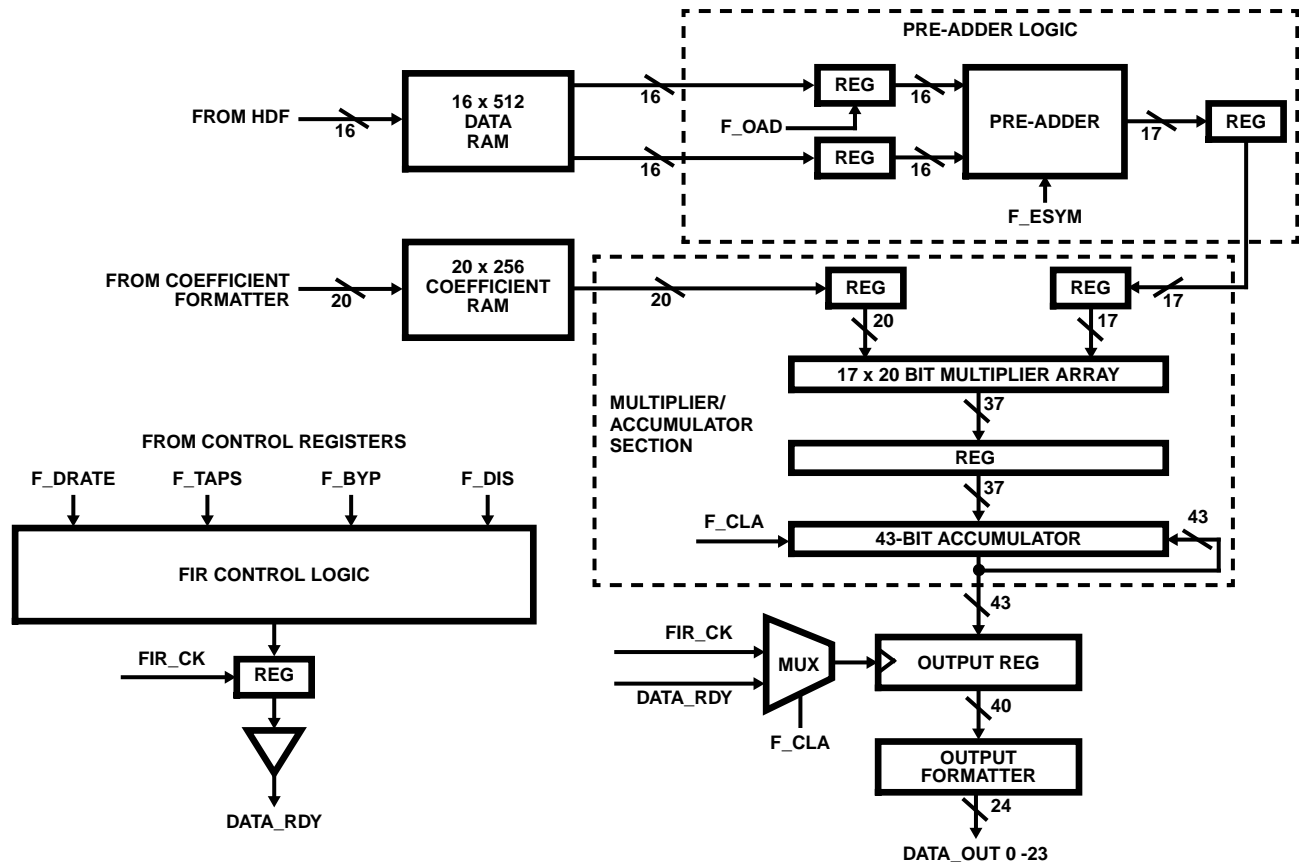 PRE-ADDER LOGIC
FROM HDF
16
16 x 512
DATA
RAM
16
16
REG
F_OAD
REG
16
16
PRE-ADDER
F_ESYM
17
REG
FROM COEFFICIENT
FORMATTER
20
20 x 256
COEFFICIENT
RAM
20
REG
REG
17
20
17
17 x 20 BIT MULTIPLIER ARRAY
37
MULTIPLIER/
ACCUMULATOR
SECTION
REG
37
F_CLA
43-BIT ACCUMULATOR
43
43
FROM CONTROL REGISTERS
F_DRATE
F_TAPS
F_BYP
F_DIS
FIR CONTROL LOGIC
FIR_CK
REG
DATA_RDY
FIR_CK
DATA_RDY
MUX
F_CLA
OUTPUT REG
40
OUTPUT
FORMATTER
24
DATA_OUT 0 -23